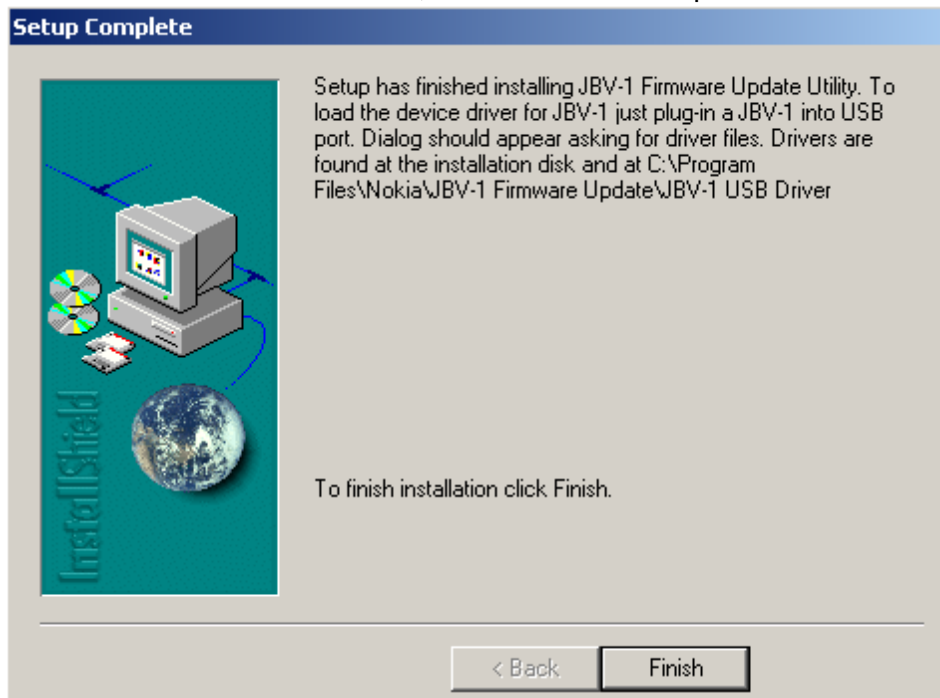 Setup Complete
Setup has finished installing JBV-1 Firmware Update Utility. To
load the device driver for JBV-1 just plug-in a JBV-1 into USB
port. Dialog should appear asking for driver files. Drivers are
found at the installation disk and at C:\Program
Files\Nokia\JBV-1 Firmware Update\JBV-1 USB Driver
InstallShield
To finish installation click Finish.
< Back
Finish